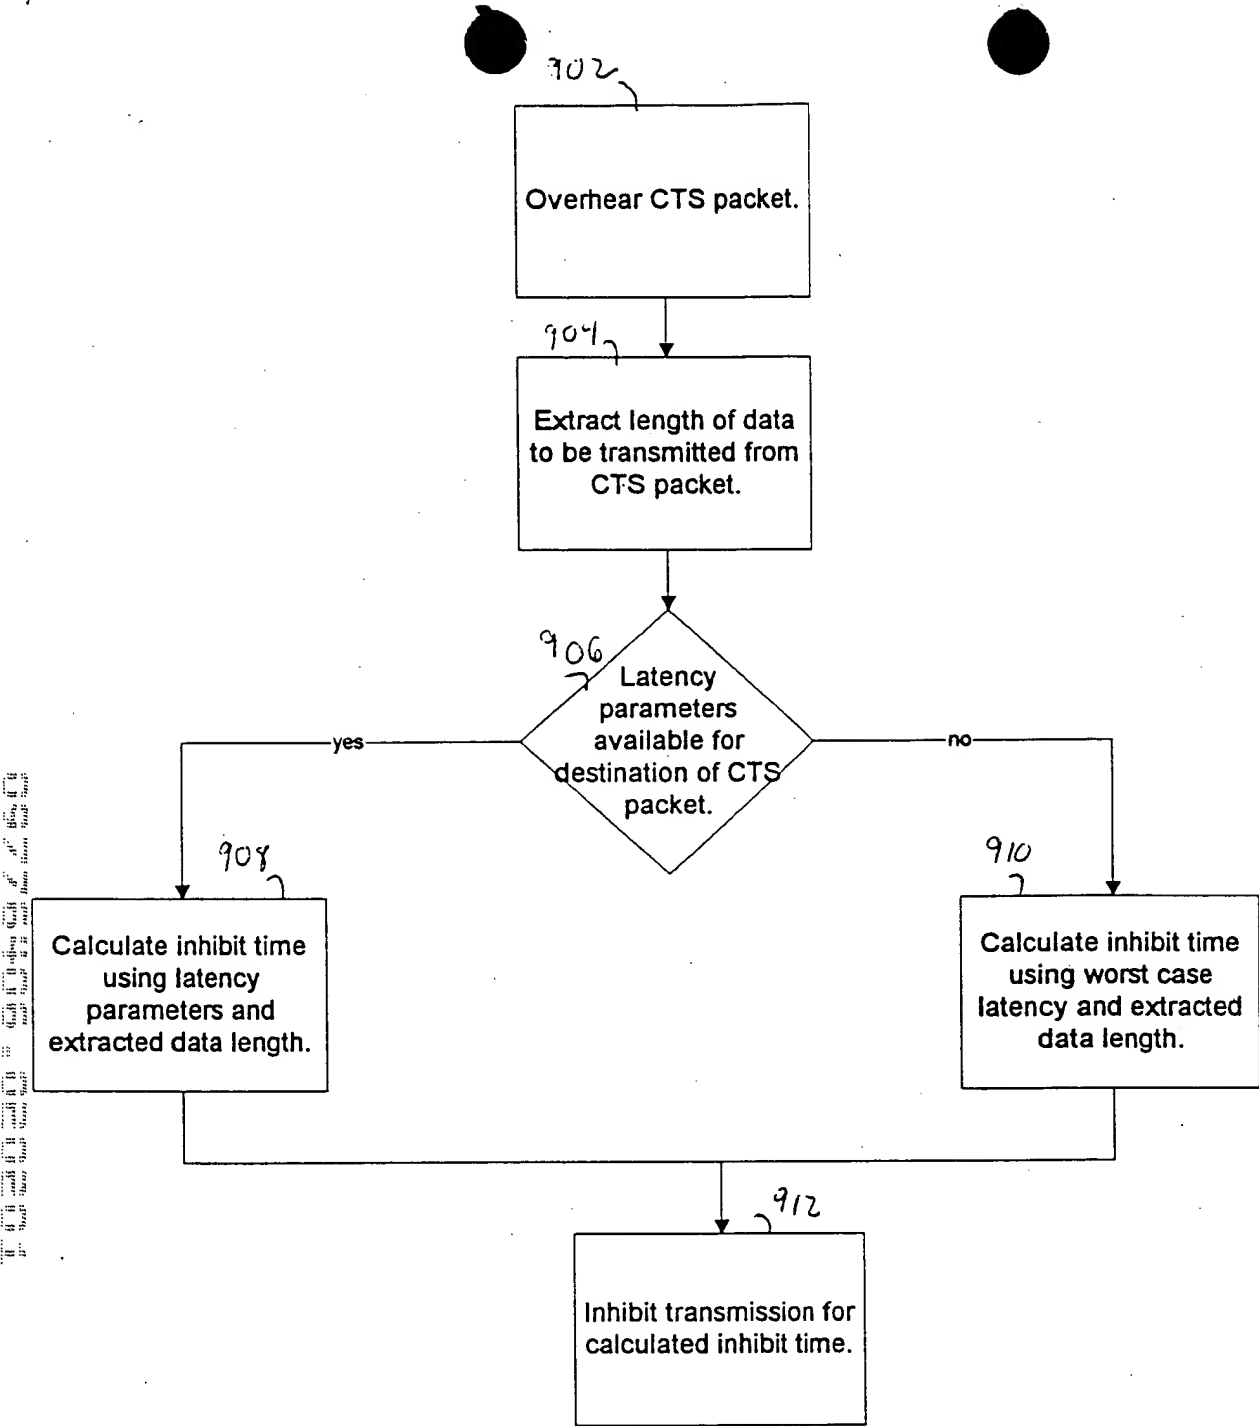 902
Overhear CTS packet.
904
Extract length of data
to be transmitted from
CTS packet.
906
Latency
parameters
available for
destination of CTS
packet.
yes
no
908
910
Calculate inhibit time
using latency
parameters and
extracted data length.
Calculate inhibit time
using worst case
latency and extracted
data length.
912
Inhibit transmission for
calculated inhibit time.